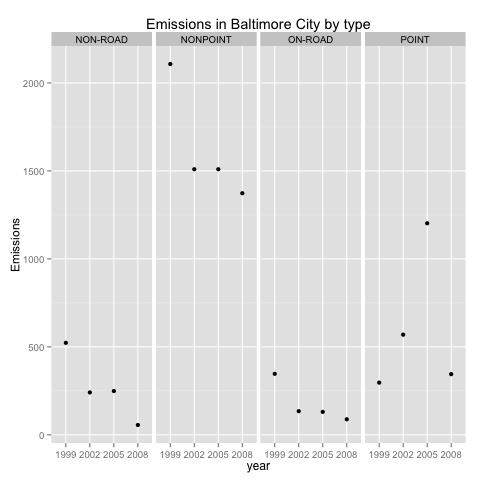 Emissions in Baltimore City by type
NON-ROAD NONPOINT ON-ROAD POINT
2000
1500
1000
500
0
Emissions
1999 2002 2005 2008 1999 2002 2005 2008 1999 2002 2005 2008 1999 2002 2005 2008
year